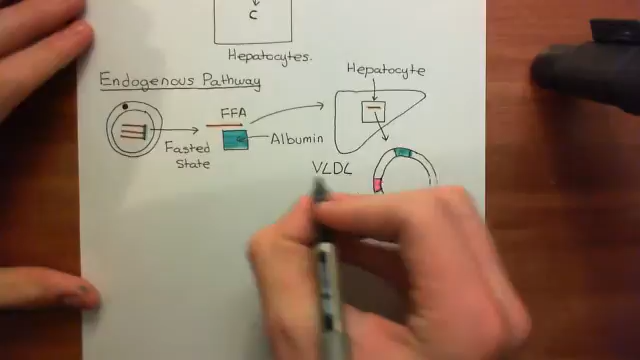 C
Hepatocytes.
Endogenous Pathway
Hepatocyte
FFA
Albumin
Fasted
State
VLDL